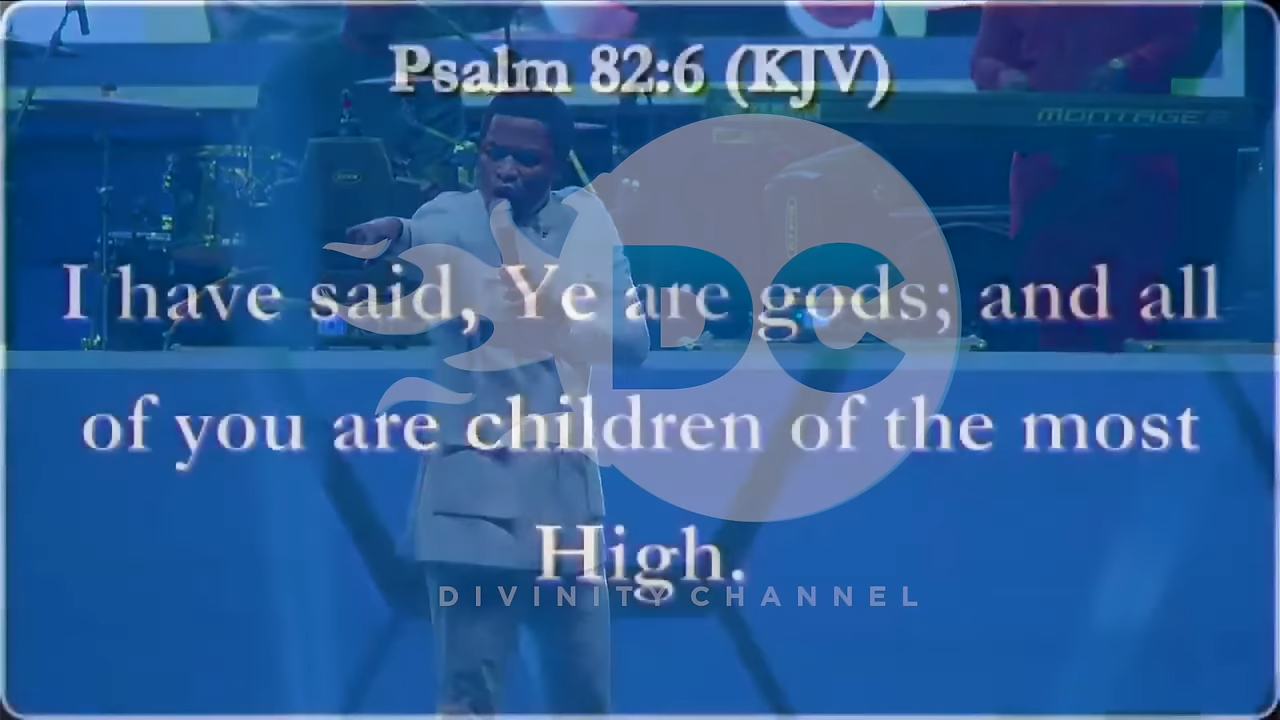 Psalm 82:6 (KJV)
MONTAGE
I have said, Ye are gods; and all
DC
of you are children of the most
High.
DIVINITY CHANNEL